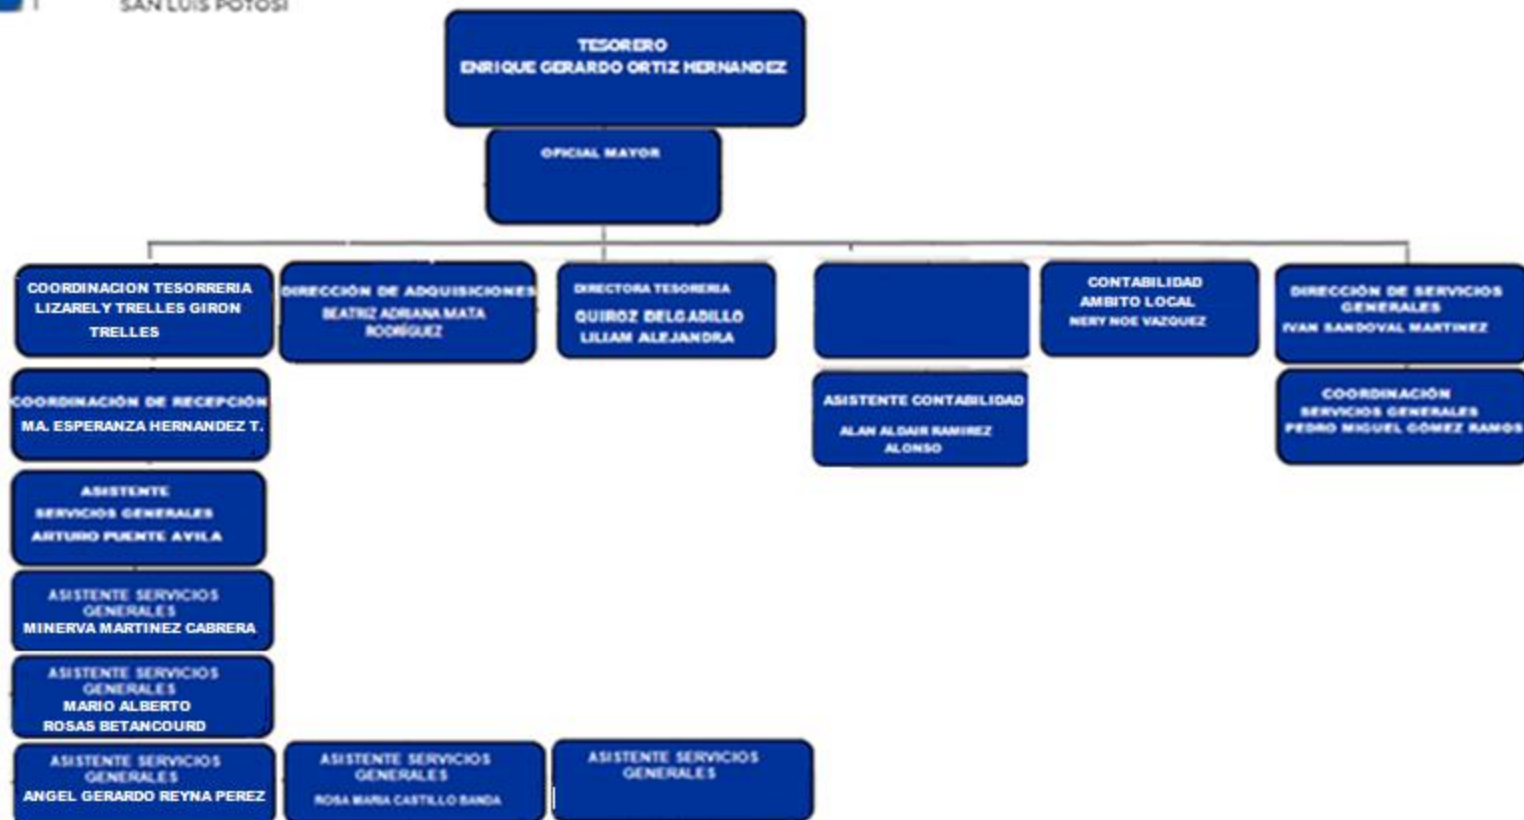 SAN LUIS POTOSÍ
TESORERO
ENRIQUE GERARDO ORTIZ HERNANDEZ
OFICIAL MAYOR
COORDINACION TESORRERIA
LIZARELY TRELLES GIRON
TRELLES
DIRECCIÓN DE ADQUISICIONES
BEATRIZ ADRIANA MATA
RODRÍGUEZ
DIRECTORA TESORERIA
QUIROZ DELGADILLO
LILIAM ALEJANDRA
CONTABILIDAD
AMBITO LOCAL
NERY NOE VAZQUEZ
DIRECCIÓN DE SERVICIOS
GENERALES
IVAN SANDOVAL MARTINEZ
COORDINACIÓN DE RECEPCIÓN
MA. ESPERANZA HERNANDEZ T.
ASISTENTE CONTABILIDAD
ALAN ALDAIR RAMIREZ
ALONSO
COORDINACIÓN
SERVICIOS GENERALES
PEDRO MIGUEL GÓMEZ RAMOS
ASISTENTE
SERVICIOS GENERALES
ARTURO PUENTE AVILA
ASISTENTE SERVICIOS
GENERALES
MINERVA MARTINEZ CABRERA
ASISTENTE SERVICIOS
GENERALES
MARIO ALBERTO
ROSAS BETANCOURD
ASISTENTE SERVICIOS
GENERALES
ANGEL GERARDO REYNA PEREZ
ASISTENTE SERVICIOS
GENERALES
ROSA MARIA CASTILLO BANDA
ASISTENTE SERVICIOS
GENERALES